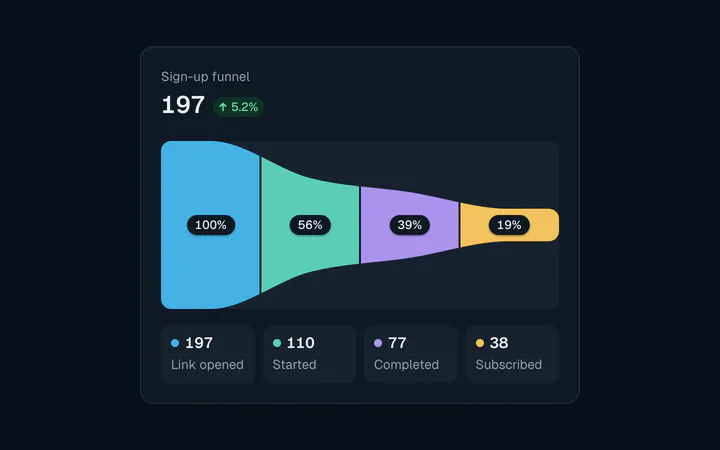 Sign-up funnel
197 ↑ 5.2%
100% 56% 39% 19%
197 110 77 38
Link opened Started Completed Subscribed